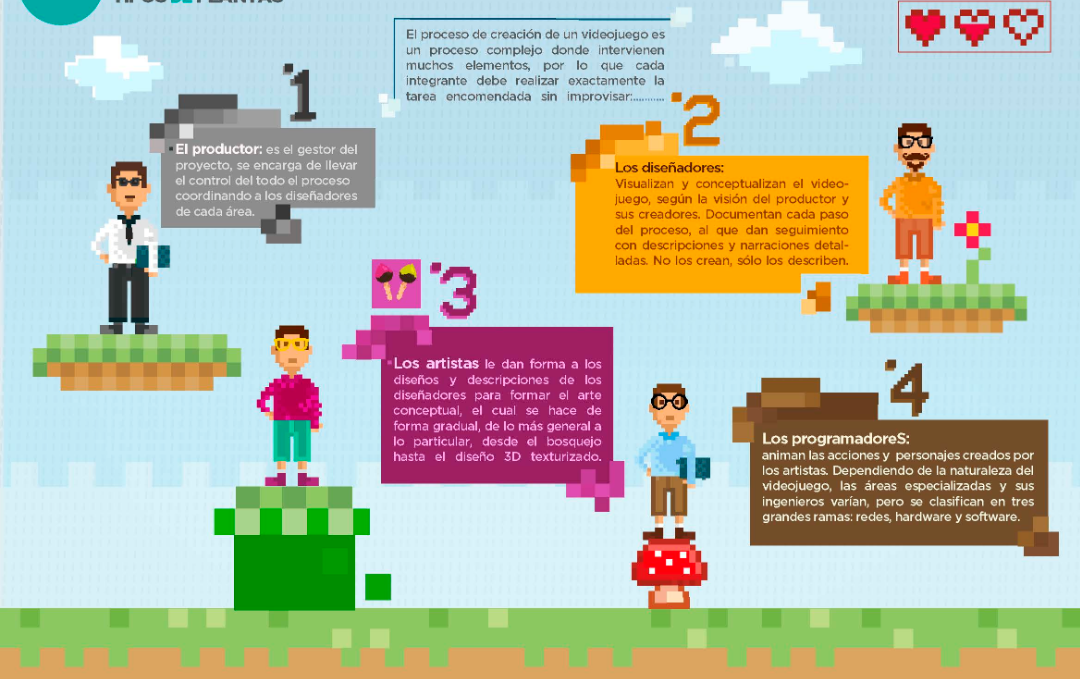 TIPOS DE PLANTAS
El proceso de creación de un videojuego es
un proceso complejo donde intervienen
muchos elementos, por lo que cada
integrante debe realizar exactamente la
tarea encomendada sin improvisar:..........
1
El productor: es el gestor del
proyecto, se encarga de llevar
el control del todo el proceso
coordinando a los diseñadores
de cada área.
2
Los diseñadores:
Visualizan y conceptualizan el video-
juego, según la visión del productor y
sus creadores. Documentan cada paso
del proceso, al que dan seguimiento
con descripciones y narraciones detal-
ladas. No los crean, sólo los describen.
3
Los artistas le dan forma a los
diseños y descripciones de los
diseñadores para formar el arte
conceptual, el cual se hace de
forma gradual, de lo más general a
lo particular, desde el bosquejo
hasta el diseño 3D texturizado.
4
Los programadoreS:
animan las acciones y personajes creados por
los artistas. Dependiendo de la naturaleza del
videojuego, las áreas especializadas y sus
ingenieros varían, pero se clasifican en tres
grandes ramas: redes, hardware y software.